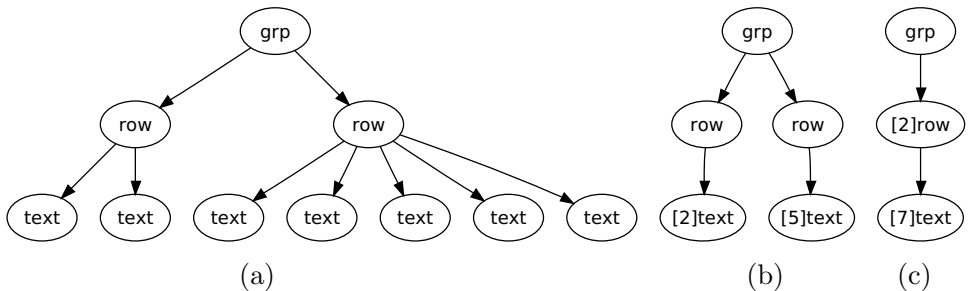 grp grp grp
row row row row [2]row
text text text text text text text [2]text [5]text [7]text
(a) (b) (c)